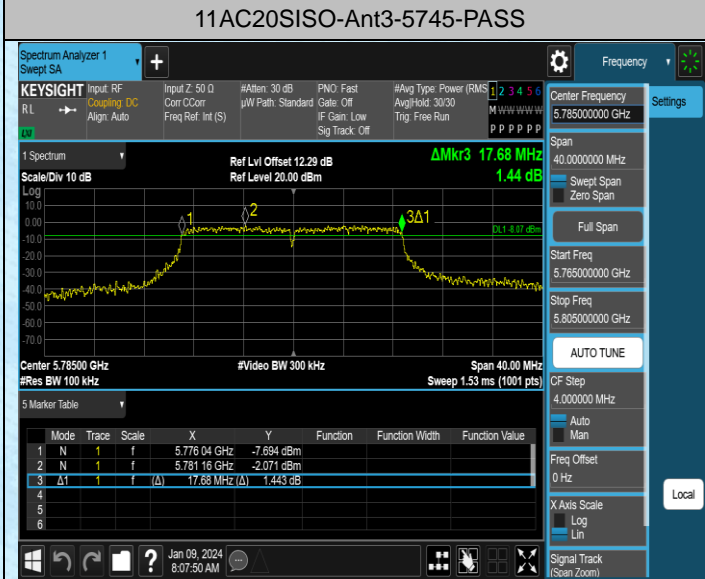 11AC20SISO-Ant3-5745-PASS
Spectrum Analyzer 1
Swept SA
Frequency
KEYSIGHT
RL
LXI
Input: RF
Coupling: DC
Align: Auto
Input Z: 50 Ω
Corr CCorr
Freq Ref: Int (S)
#Atten: 30 dB
µW Path: Standard
PNO: Fast
Gate: Off
IF Gain: Low
Sig Track: Off
#Avg Type: Power (RMS
Avg|Hold: 30/30
Trig: Free Run
1 2 3 4 5 6
M W W W W W
P P P P P P
1 Spectrum
Scale/Div 10 dB
Ref Lvl Offset 12.29 dB
Ref Level 20.00 dBm
ΔMkr3 17.68 MHz
1.44 dB
Log
10.0
0.00
-10.0
-20.0
-30.0
-40.0
-50.0
-60.0
-70.0
1
2
3Δ1
DL1 -8.07 dBm
Center 5.78500 GHz
#Res BW 100 kHz
#Video BW 300 kHz
Span 40.00 MHz
Sweep 1.53 ms (1001 pts)
5 Marker Table
Mode Trace Scale X Y Function Function Width Function Value
1 N 1 f 5.776 04 GHz -7.694 dBm
2 N 1 f 5.781 16 GHz -2.071 dBm
3 Δ1 1 f (Δ) 17.68 MHz (Δ) 1.443 dB
4
5
6
Jan 09, 2024
8:07:50 AM
Center Frequency
5.785000000 GHz
Settings
Span
40.0000000 MHz
Swept Span
Zero Span
Full Span
Start Freq
5.765000000 GHz
Stop Freq
5.805000000 GHz
AUTO TUNE
CF Step
4.000000 MHz
Auto
Man
Freq Offset
0 Hz
X Axis Scale
Log
Lin
Local
Signal Track
(Span Zoom)